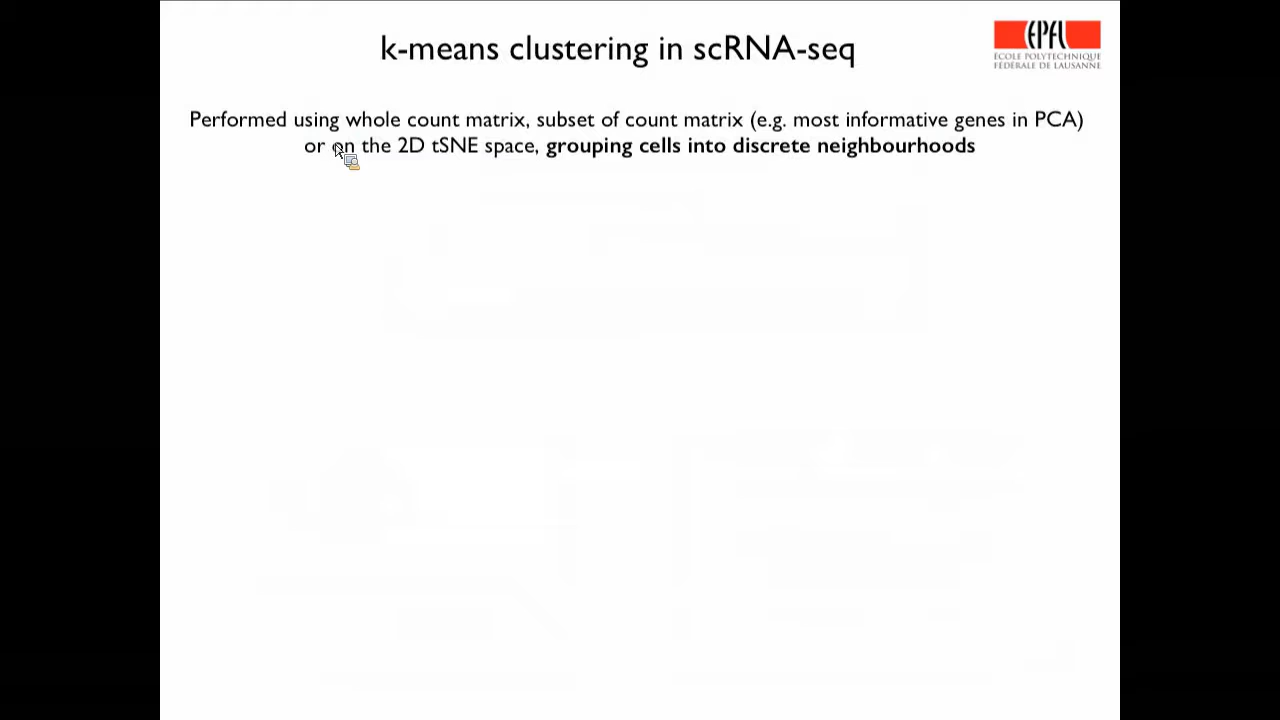 k-means clustering in scRNA-seq
EPFL
ÉCOLE POLYTECHNIQUE
FÉDÉRALE DE LAUSANNE
Performed using whole count matrix, subset of count matrix (e.g. most informative genes in PCA)
or on the 2D tSNE space, grouping cells into discrete neighbourhoods